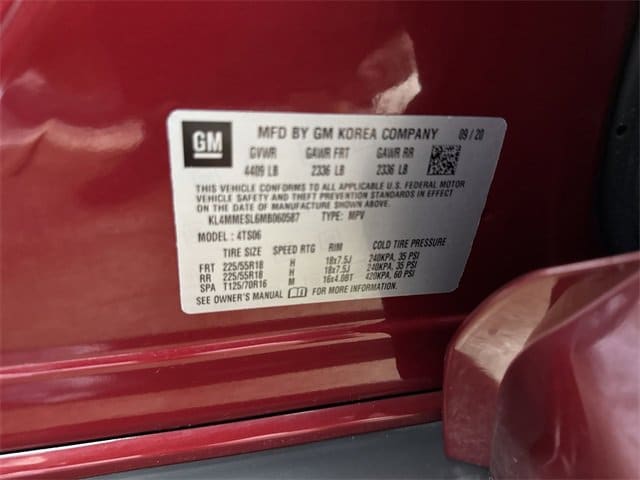 GM MFD BY GM KOREA COMPANY 09/20
GVWR GAWR FRT GAWR RR
4409 LB 2336 LB 2336 LB
THIS VEHICLE CONFORMS TO ALL APPLICABLE U.S. FEDERAL MOTOR
VEHICLE SAFETY AND THEFT PREVENTION STANDARDS IN EFFECT
ON THE DATE OF MANUFACTURE SHOWN ABOVE.
KL4MMESL6MB060587 TYPE: MPV
MODEL: 4TS06
TIRE SIZE SPEED RTG RIM COLD TIRE PRESSURE
FRT 225/55R18 H 18x7.5J 240KPA, 35 PSI
RR 225/55R18 H 18x7.5J 240KPA, 35 PSI
SPA T125/70R16 M 16x4.0BT 420KPA, 60 PSI
SEE OWNER'S MANUAL FOR MORE INFORMATION.